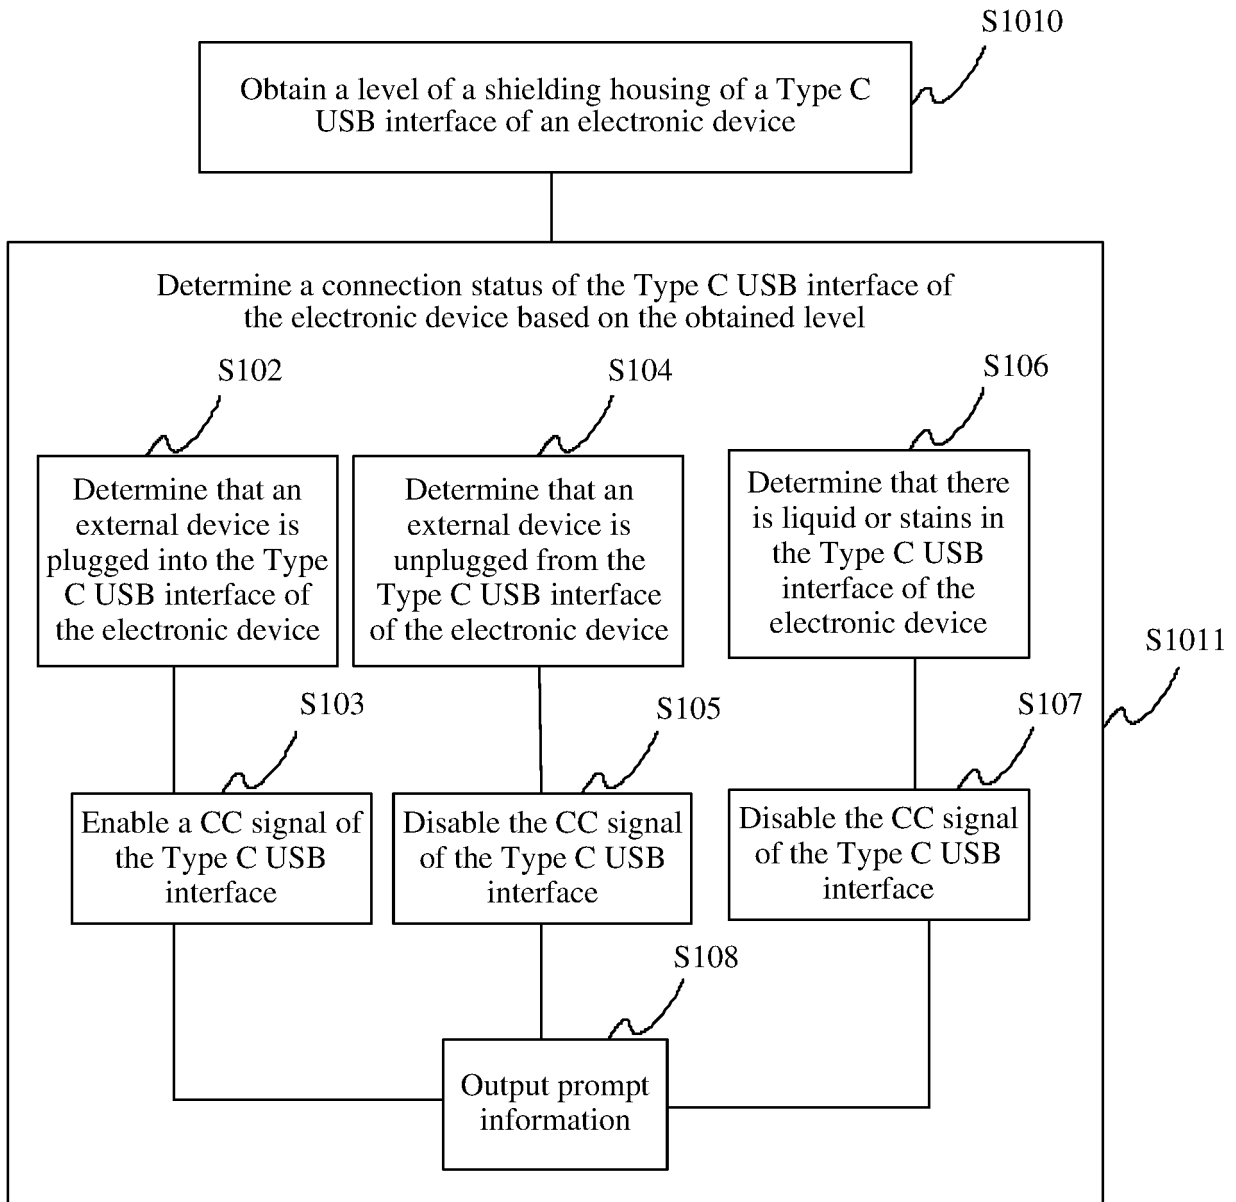 S1010
Obtain a level of a shielding housing of a Type C
USB interface of an electronic device
Determine a connection status of the Type C USB interface of
the electronic device based on the obtained level
S102
S104
S106
Determine that an
external device is
plugged into the Type
C USB interface of
the electronic device
Determine that an
external device is
unplugged from the
Type C USB interface
of the electronic device
Determine that there
is liquid or stains in
the Type C USB
interface of the
electronic device
S1011
S103
S105
S107
Enable a CC signal of
the Type C USB
interface
Disable the CC signal
of the Type C USB
interface
Disable the CC signal
of the Type C USB
interface
S108
Output prompt
information